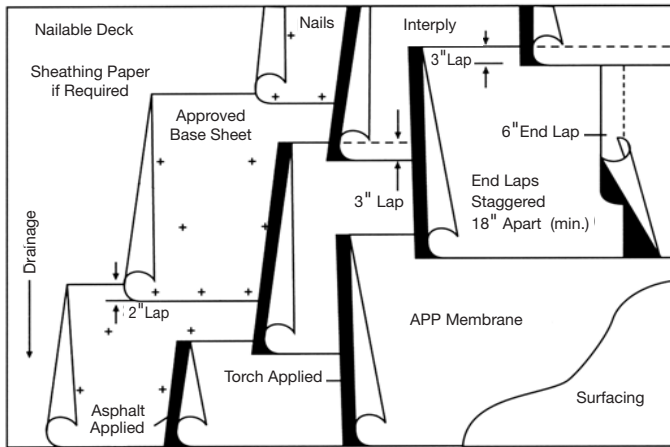 Nailable Deck
Nails
Interply
3" Lap
Sheathing Paper
if Required
Approved
Base Sheet
6" End Lap
3" Lap
End Laps
Staggered
18" Apart (min.)
Drainage
2" Lap
APP Membrane
Torch Applied
Surfacing
Asphalt
Applied